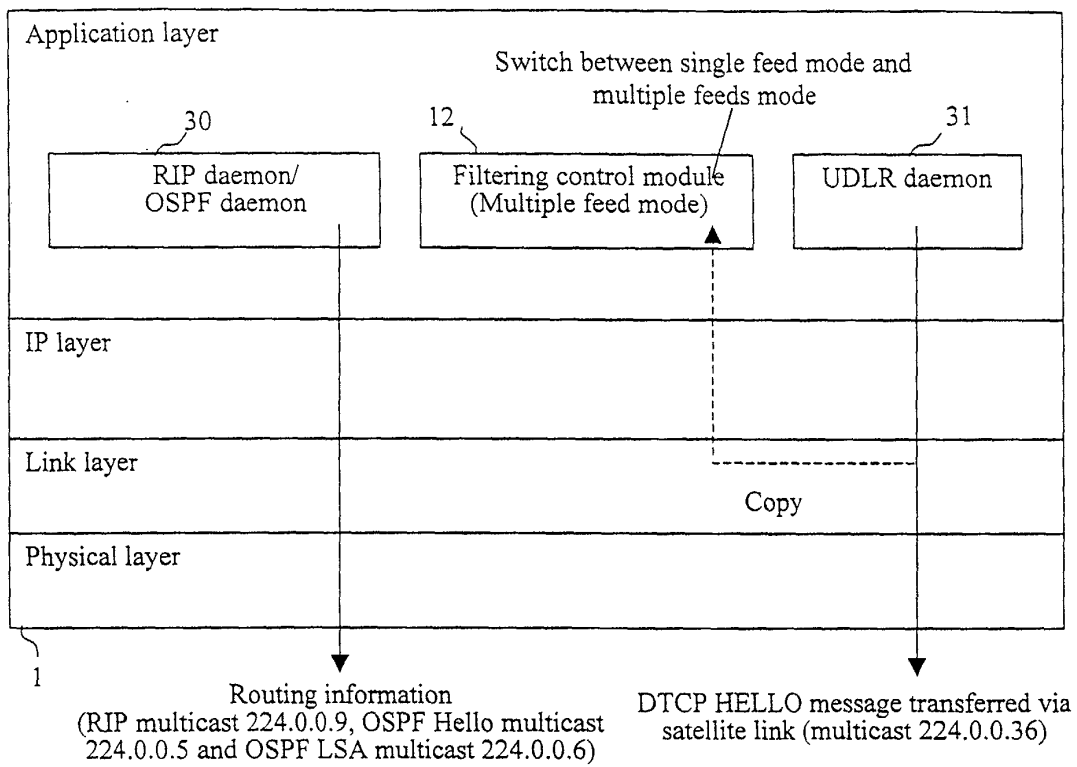 Application layer
Switch between single feed mode and
multiple feeds mode
30
12
31
RIP daemon/
OSPF daemon
Filtering control module
(Multiple feed mode)
UDLR daemon
IP layer
Link layer
Copy
Physical layer
1
Routing information
(RIP multicast 224.0.0.9, OSPF Hello multicast
224.0.0.5 and OSPF LSA multicast 224.0.0.6)
DTCP HELLO message transferred via
satellite link (multicast 224.0.0.36)